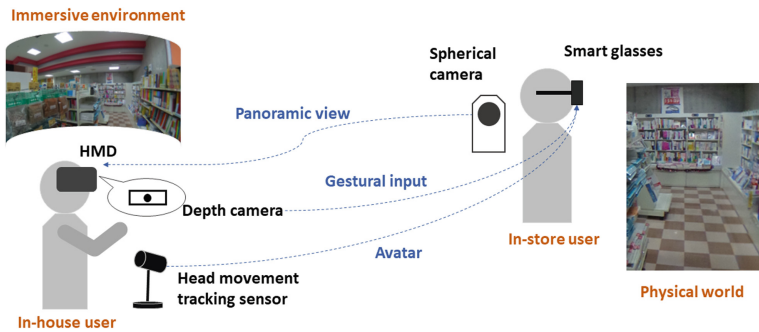 Immersive environment
Spherical
camera
Smart glasses
Panoramic view
HMD
Gestural input
Depth camera
In-store user
Avatar
Head movement
tracking sensor
Physical world
In-house user